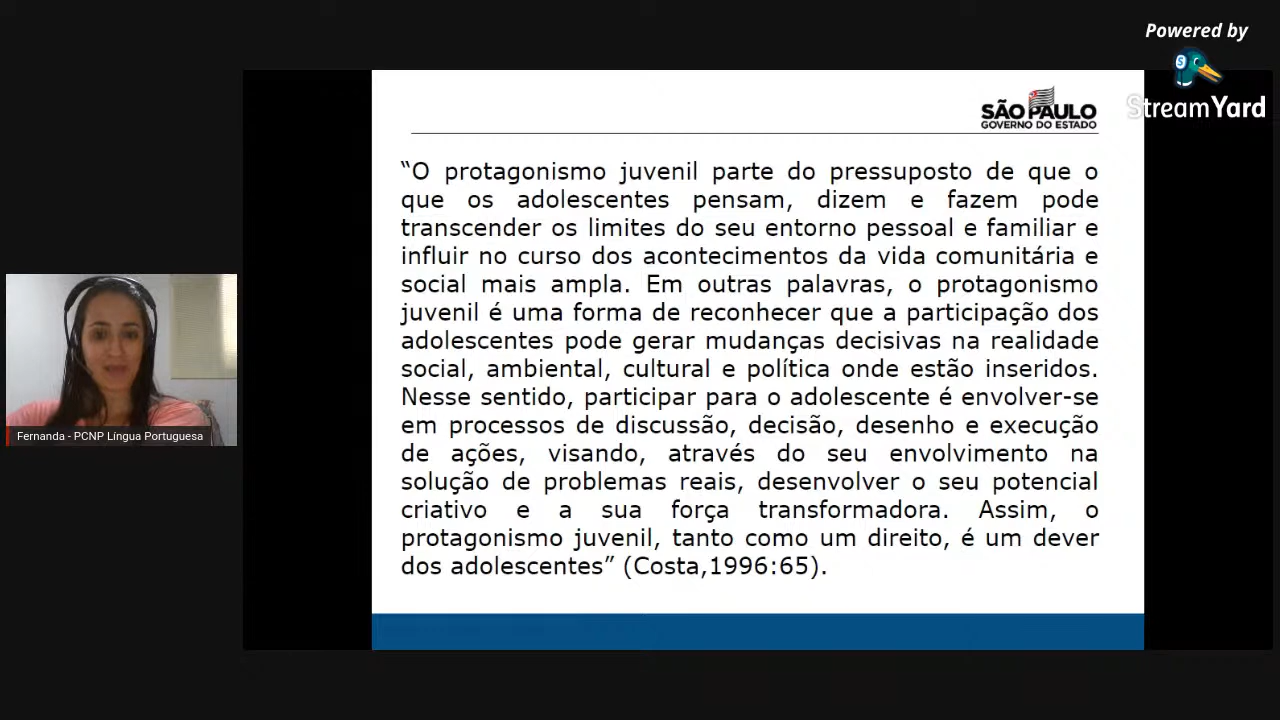 Powered by
StreamYard
SÃO PAULO
GOVERNO DO ESTADO
“O protagonismo juvenil parte do pressuposto de que o
que os adolescentes pensam, dizem e fazem pode
transcender os limites do seu entorno pessoal e familiar e
influir no curso dos acontecimentos da vida comunitária e
social mais ampla. Em outras palavras, o protagonismo
juvenil é uma forma de reconhecer que a participação dos
adolescentes pode gerar mudanças decisivas na realidade
social, ambiental, cultural e política onde estão inseridos.
Nesse sentido, participar para o adolescente é envolver-se
em processos de discussão, decisão, desenho e execução
de ações, visando, através do seu envolvimento na
solução de problemas reais, desenvolver o seu potencial
criativo e a sua força transformadora. Assim, o
protagonismo juvenil, tanto como um direito, é um dever
dos adolescentes” (Costa,1996:65).
Fernanda - PCNP Língua Portuguesa